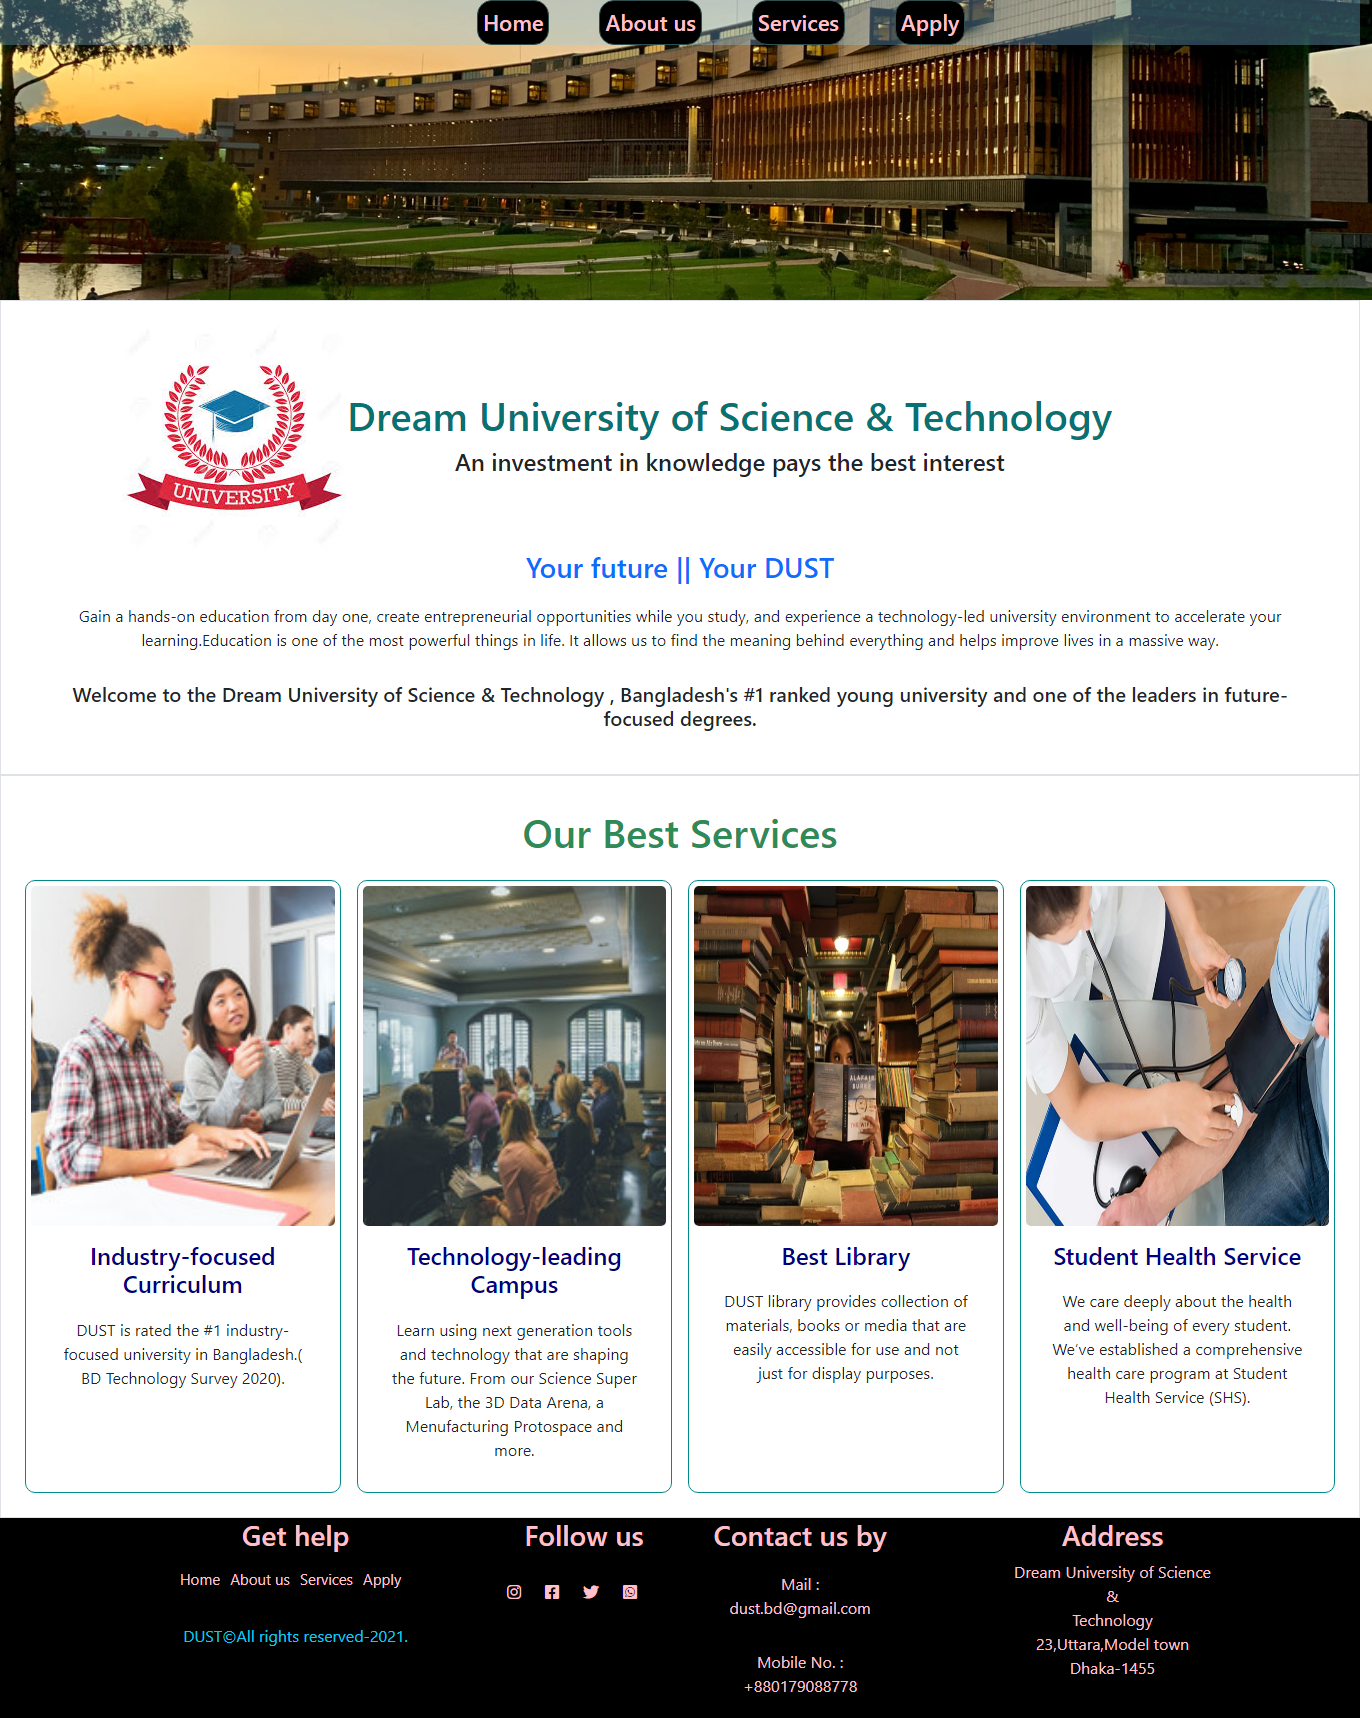 Home About us Services Apply
UNIVERSITY
Dream University of Science & Technology
An investment in knowledge pays the best interest
Your future || Your DUST
Gain a hands-on education from day one, create entrepreneurial opportunities while you study, and experience a technology-led university environment to accelerate your
learning.Education is one of the most powerful things in life. It allows us to find the meaning behind everything and helps improve lives in a massive way.
Welcome to the Dream University of Science & Technology , Bangladesh's #1 ranked young university and one of the leaders in future-
focused degrees.
Our Best Services
Industry-focused
Curriculum
DUST is rated the #1 industry-
focused university in Bangladesh.(
BD Technology Survey 2020).
Technology-leading
Campus
Learn using next generation tools
and technology that are shaping
the future. From our Science Super
Lab, the 3D Data Arena, a
Menufacturing Protospace and
more.
Best Library
DUST library provides collection of
materials, books or media that are
easily accessible for use and not
just for display purposes.
Student Health Service
We care deeply about the health
and well-being of every student.
We've established a comprehensive
health care program at Student
Health Service (SHS).
Get help
Home About us Services Apply
DUST©All rights reserved-2021.
Follow us
Contact us by
Mail :
dust.bd@gmail.com
Mobile No. :
+880179088778
Address
Dream University of Science
&
Technology
23,Uttara,Model town
Dhaka-1455